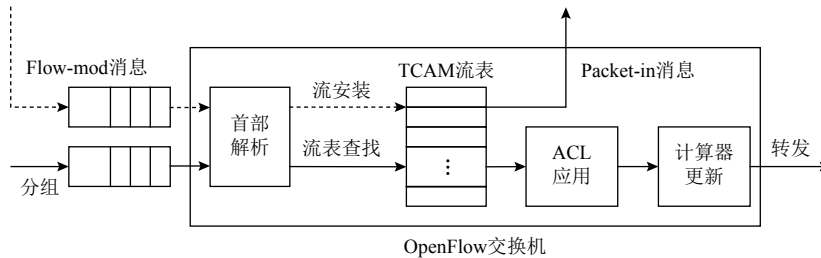 Flow-mod消息
TCAM流表
Packet-in消息
流安装
首部
解析
流表查找
分组
ACL
应用
计算器
更新
转发
OpenFlow交换机